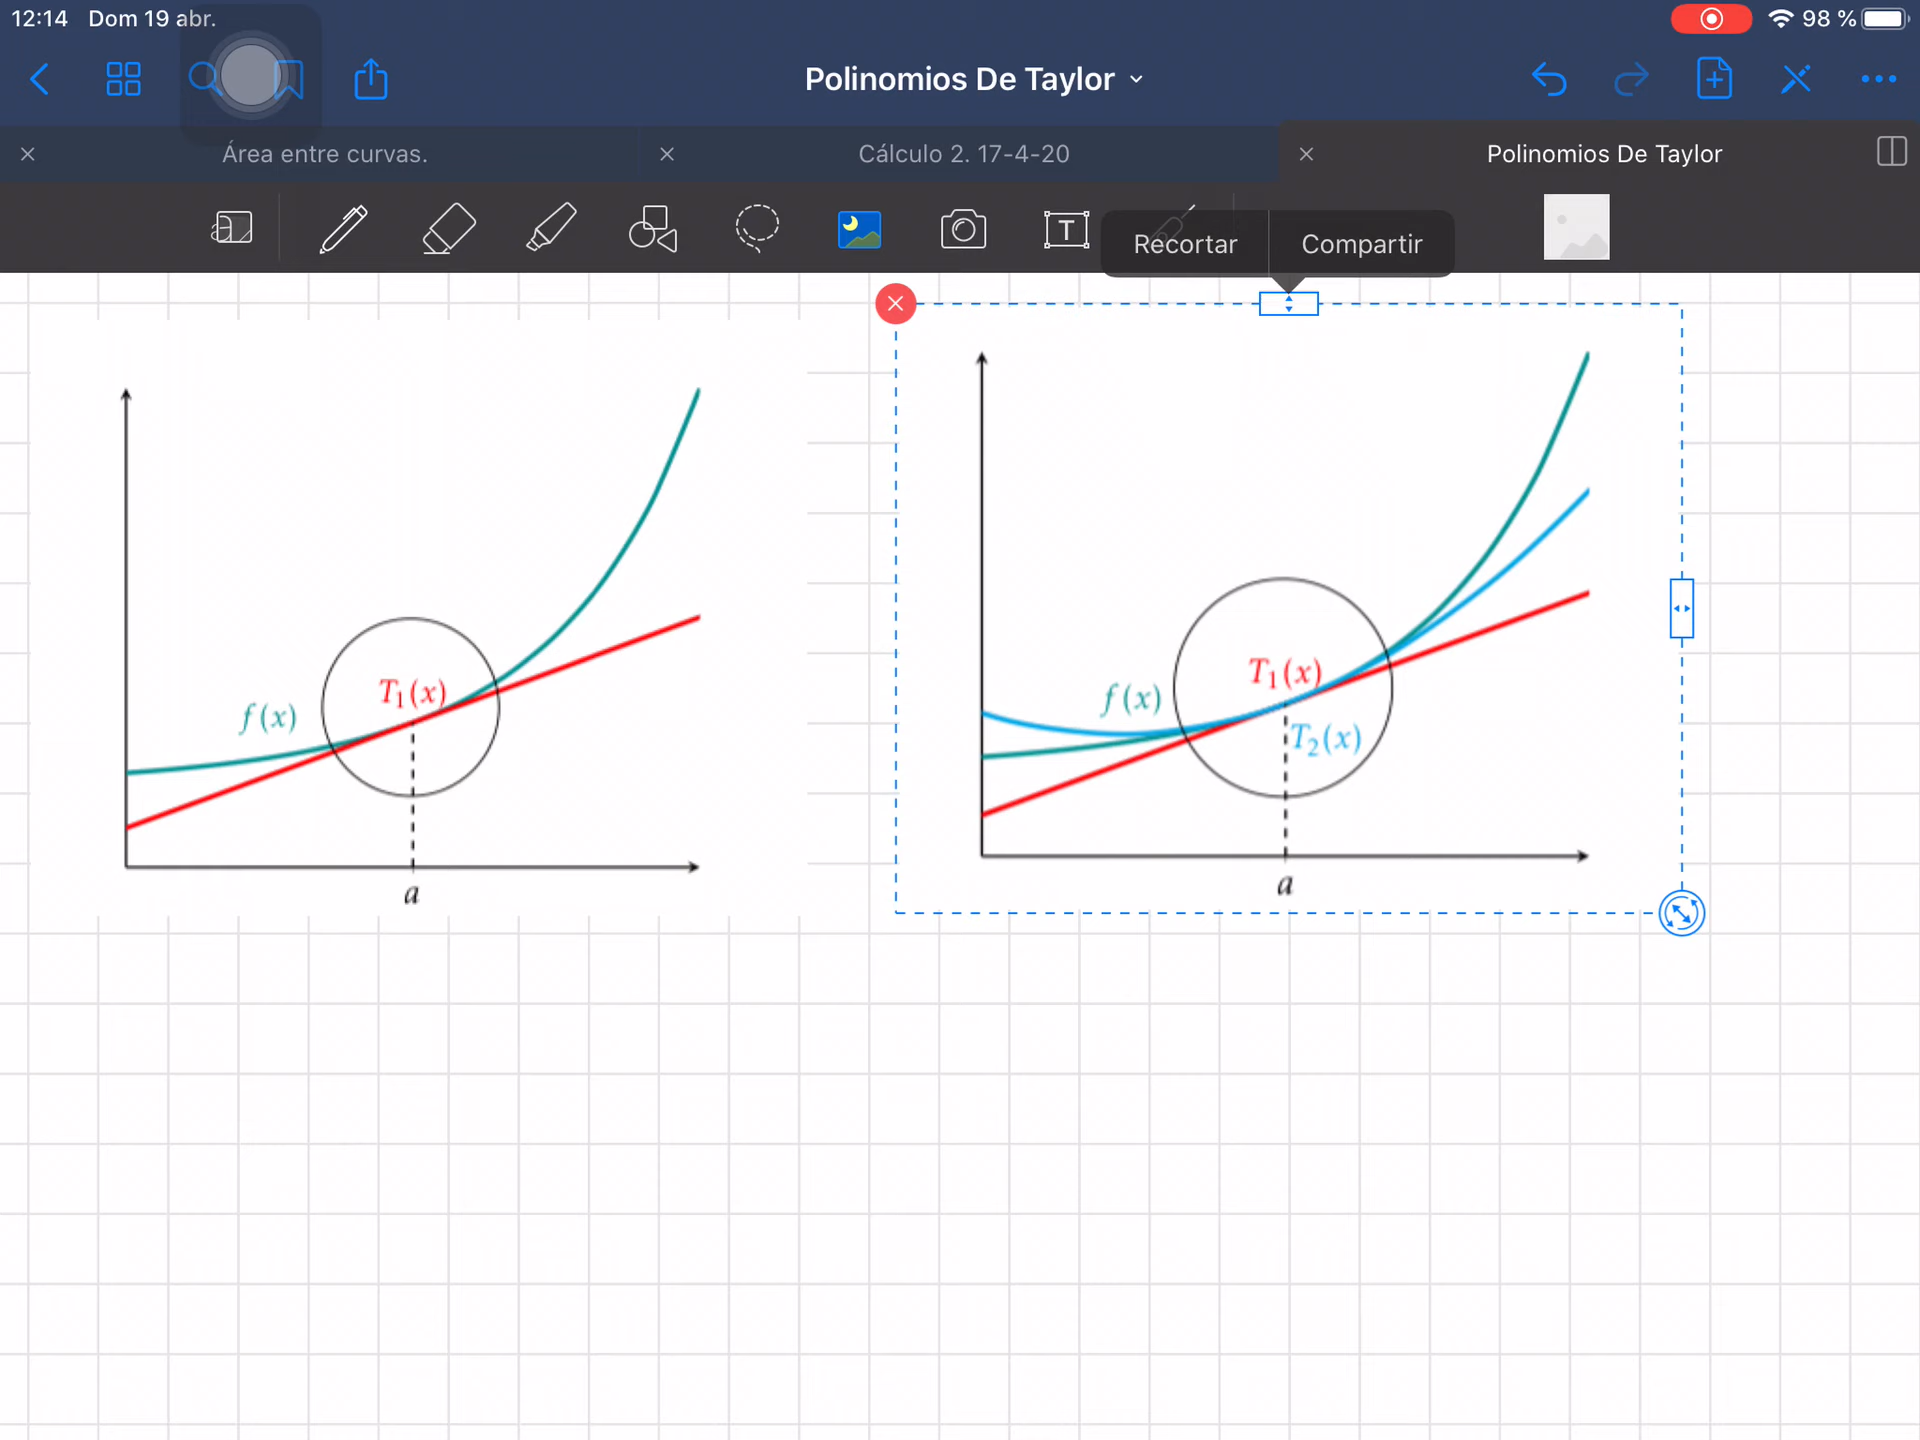 12:14 Dom 19 abr. 98 %
Polinomios De Taylor
Área entre curvas. Cálculo 2. 17-4-20 Polinomios De Taylor
T
Recortar Compartir
T₁(x)
f(x)
a
T₁(x)
f(x)
T₂(x)
a